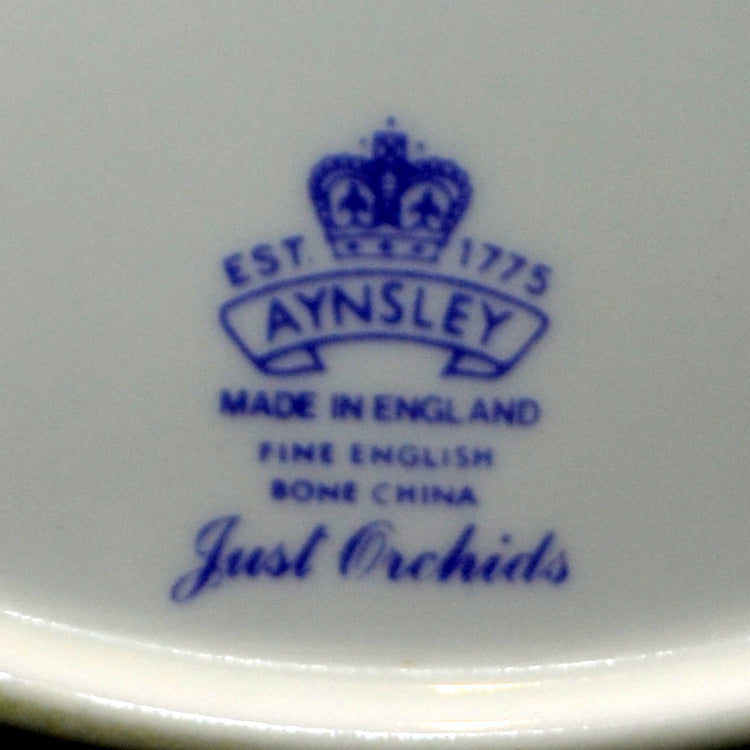 EST. 1775
AYNSLEY
MADE IN ENGLAND
FINE ENGLISH
BONE CHINA
Just Orchids